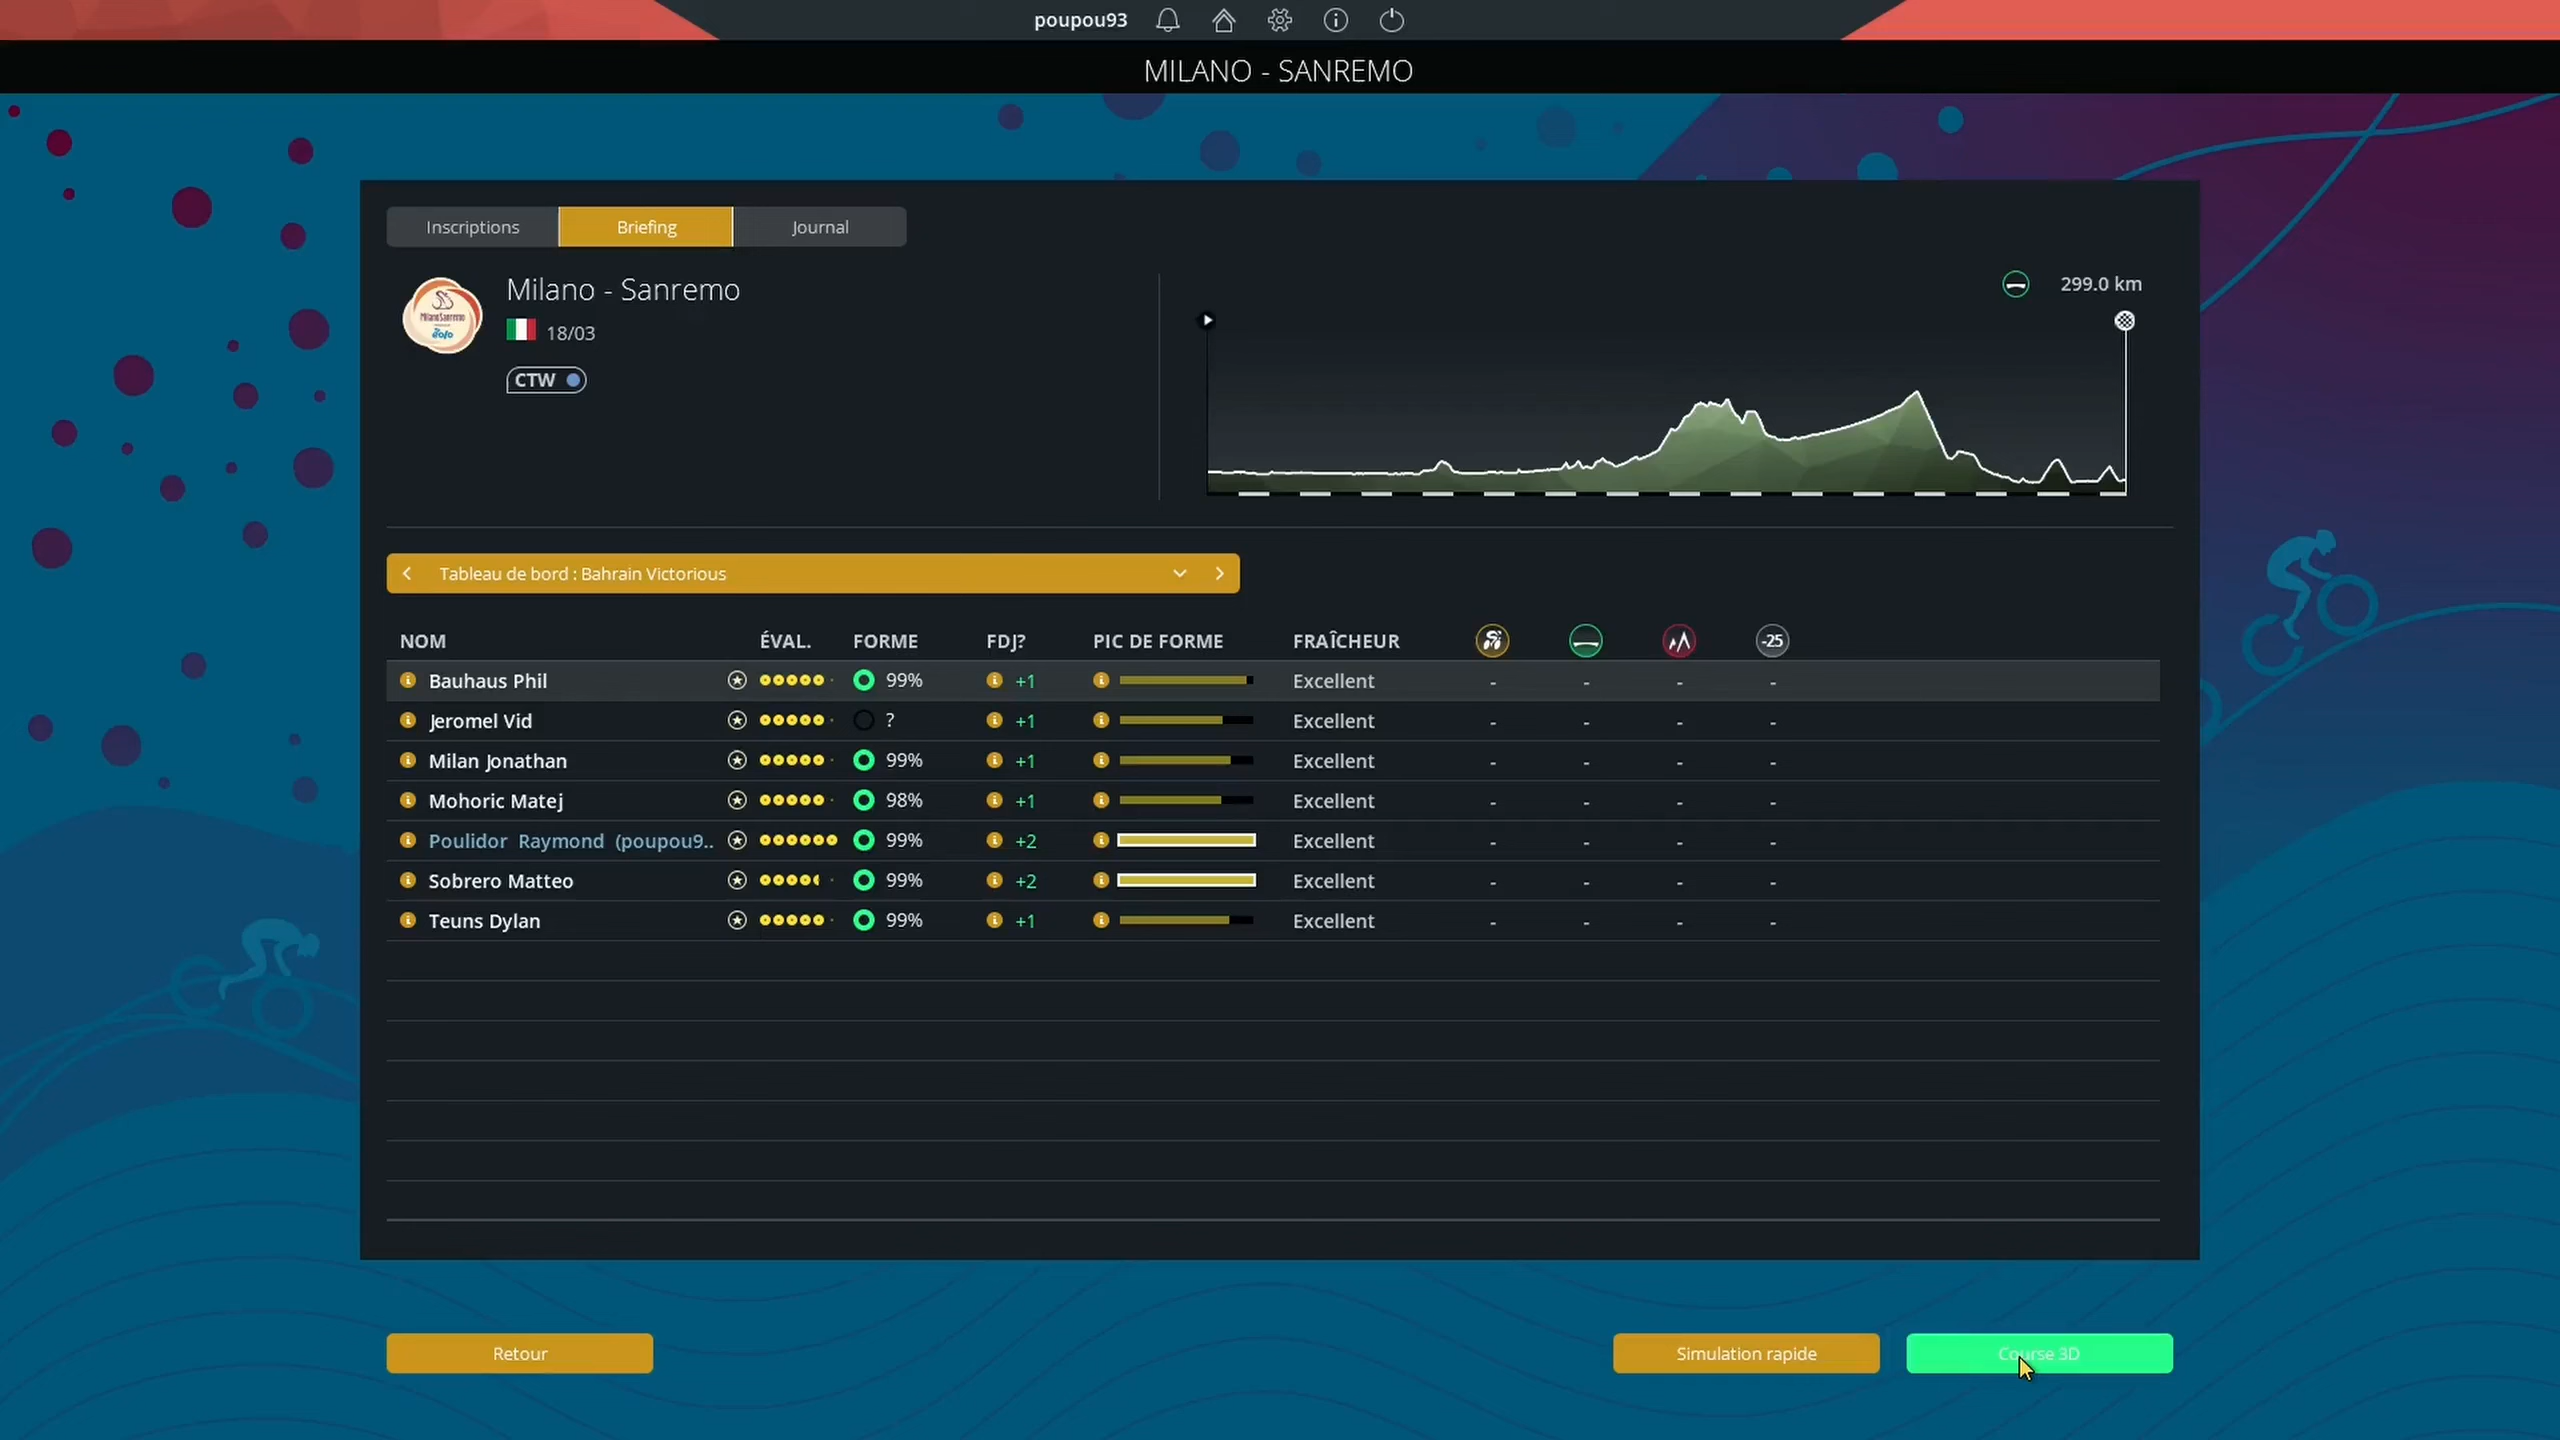 poupou93
MILANO - SANREMO
Inscriptions Briefing Journal
Milano - Sanremo
MilanoSanremo
eolo
18/03
CTW
299.0 km
Tableau de bord : Bahrain Victorious
NOM ÉVAL. FORME FDJ? PIC DE FORME FRAÎCHEUR -25
Bauhaus Phil 99% +1 Excellent - - - -
Jeromel Vid ? +1 Excellent - - - -
Milan Jonathan 99% +1 Excellent - - - -
Mohoric Matej 98% +1 Excellent - - - -
Poulidor Raymond (poupou9.. 99% +2 Excellent - - - -
Sobrero Matteo 99% +2 Excellent - - - -
Teuns Dylan 99% +1 Excellent - - - -
Retour Simulation rapide Course 3D